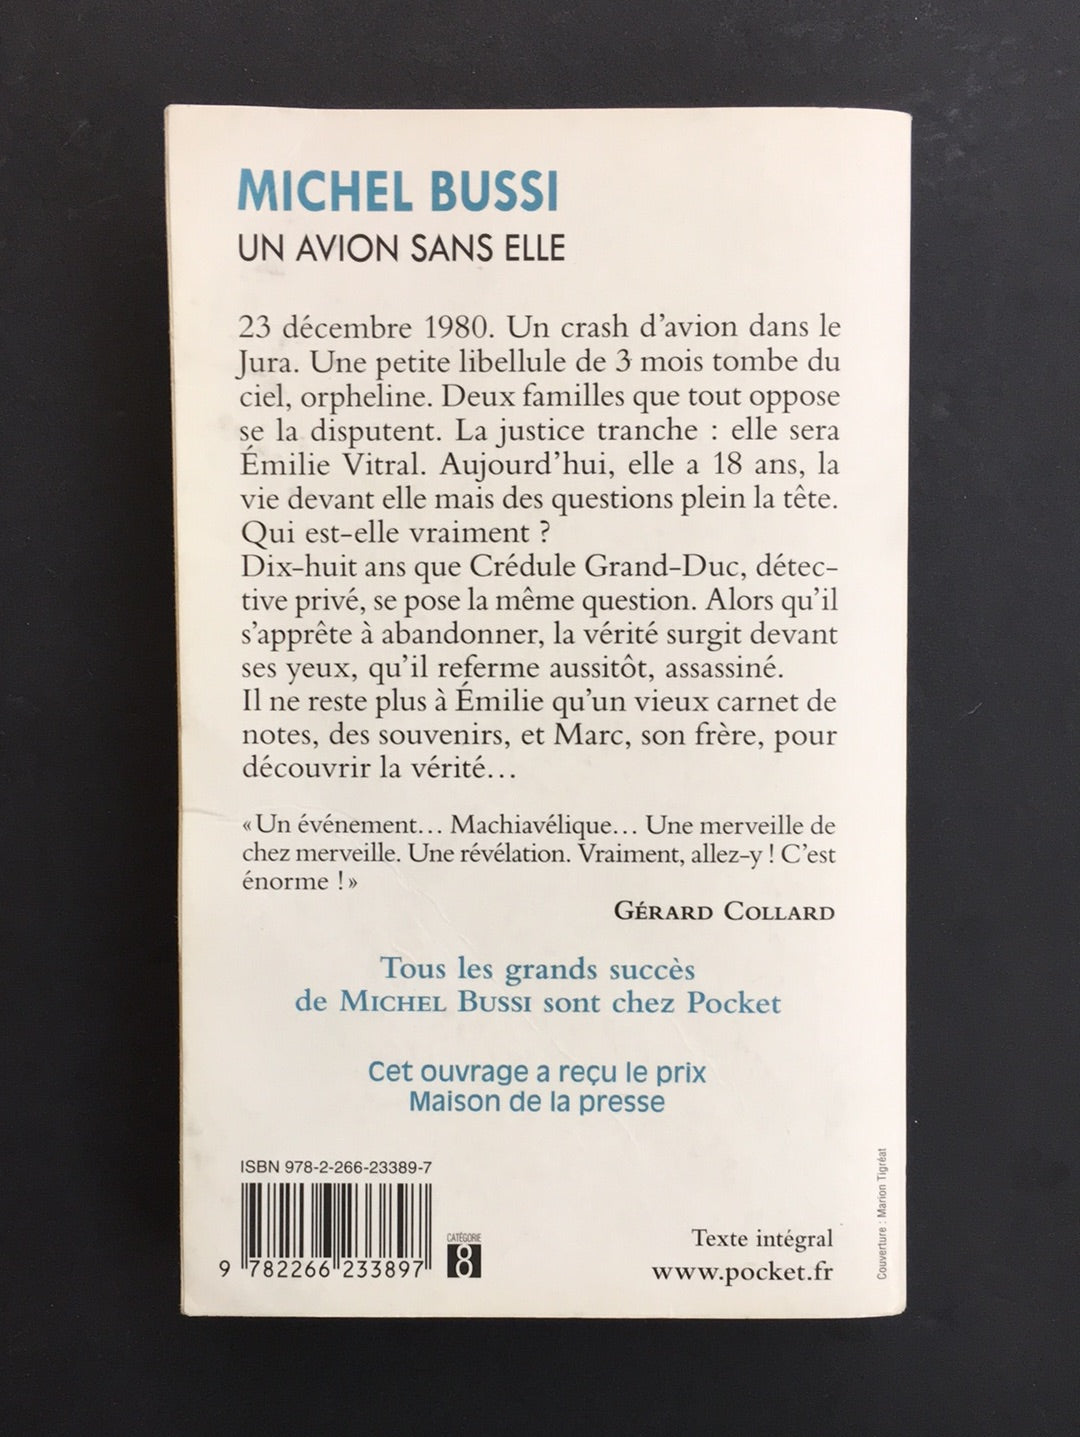 MICHEL BUSSI
UN AVION SANS ELLE
23 décembre 1980. Un crash d'avion dans le
Jura. Une petite libellule de 3 mois tombe du
ciel, orpheline. Deux familles que tout oppose
se la disputent. La justice tranche : elle sera
Émilie Vitral. Aujourd'hui, elle a 18 ans, la
vie devant elle mais des questions plein la tête.
Qui est-elle vraiment ?
Dix-huit ans que Crédule Grand-Duc, détec-
tive privé, se pose la même question. Alors qu'il
s'apprête à abandonner, la vérité surgit devant
ses yeux, qu'il referme aussitôt, assassiné.
Il ne reste plus à Émilie qu'un vieux carnet de
notes, des souvenirs, et Marc, son frère, pour
découvrir la vérité...
« Un événement... Machiavélique... Une merveille de
chez merveille. Une révélation. Vraiment, allez-y ! C'est
énorme ! »
GÉRARD COLLARD
Tous les grands succès
de MICHEL BUSSI sont chez Pocket
Cet ouvrage a reçu le prix
Maison de la presse
ISBN 978-2-266-23389-7
9 782266 233897
CATÉGORIE
8
Texte intégral
www.pocket.fr
Couverture : Marion Tigréat